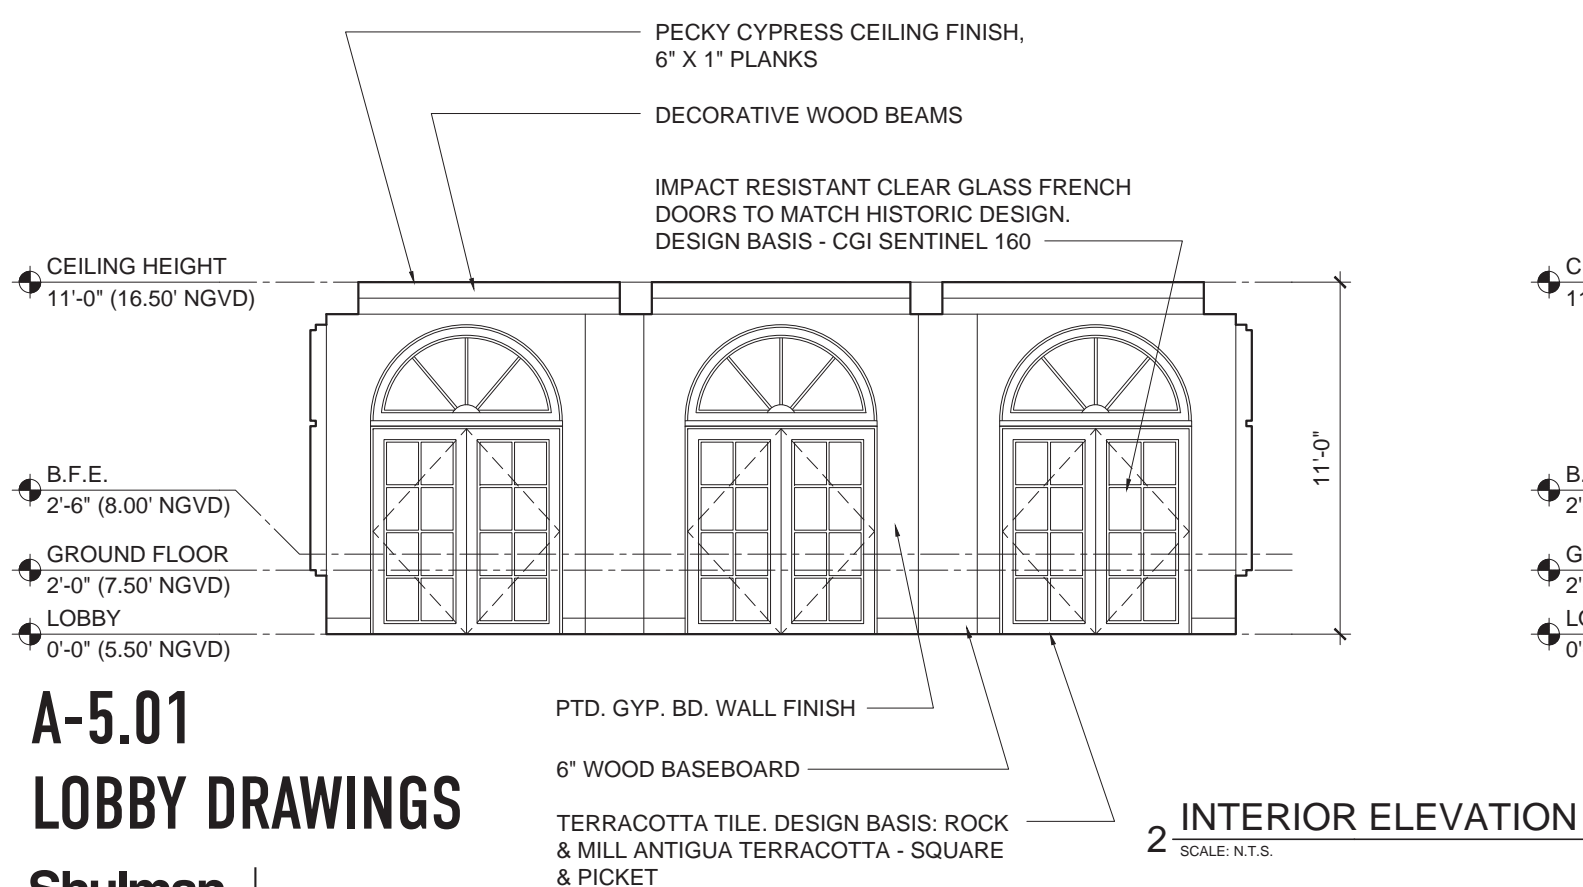 PECKY CYPRESS CEILING FINISH,
6" X 1" PLANKS
DECORATIVE WOOD BEAMS
IMPACT RESISTANT CLEAR GLASS FRENCH
DOORS TO MATCH HISTORIC DESIGN.
DESIGN BASIS - CGI SENTINEL 160
CEILING HEIGHT
11'-0" (16.50' NGVD)
B.F.E.
2'-6" (8.00' NGVD)
GROUND FLOOR
2'-0" (7.50' NGVD)
LOBBY
0'-0" (5.50' NGVD)
11'-0"
PTD. GYP. BD. WALL FINISH
6" WOOD BASEBOARD
TERRACOTTA TILE. DESIGN BASIS: ROCK
& MILL ANTIGUA TERRACOTTA - SQUARE
& PICKET
2 INTERIOR ELEVATION
SCALE: N.T.S.
A-5.01
LOBBY DRAWINGS
Shulman